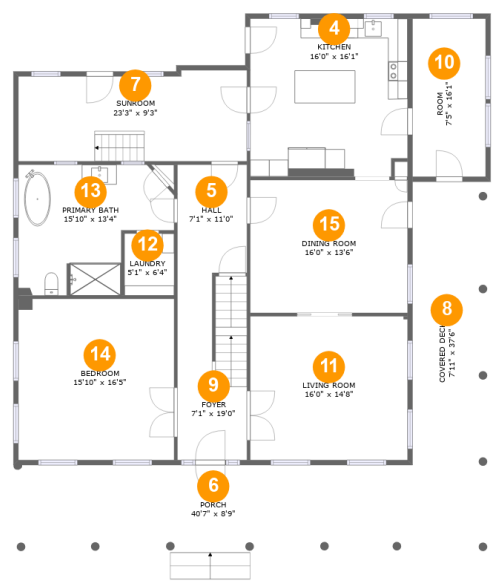 4
KITCHEN
16'0" x 16'1"
10
ROOM
7'5" x 16'1"
7
SUNROOM
23'3" x 9'3"
13
PRIMARY BATH
15'10" x 13'4"
5
HALL
7'1" x 11'0"
12
LAUNDRY
5'1" x 6'4"
15
DINING ROOM
16'0" x 13'6"
8
COVERED DECK
7'11" x 37'6"
14
BEDROOM
15'10" x 16'5"
9
FOYER
7'1" x 19'0"
11
LIVING ROOM
16'0" x 14'8"
6
PORCH
40'7" x 8'9"